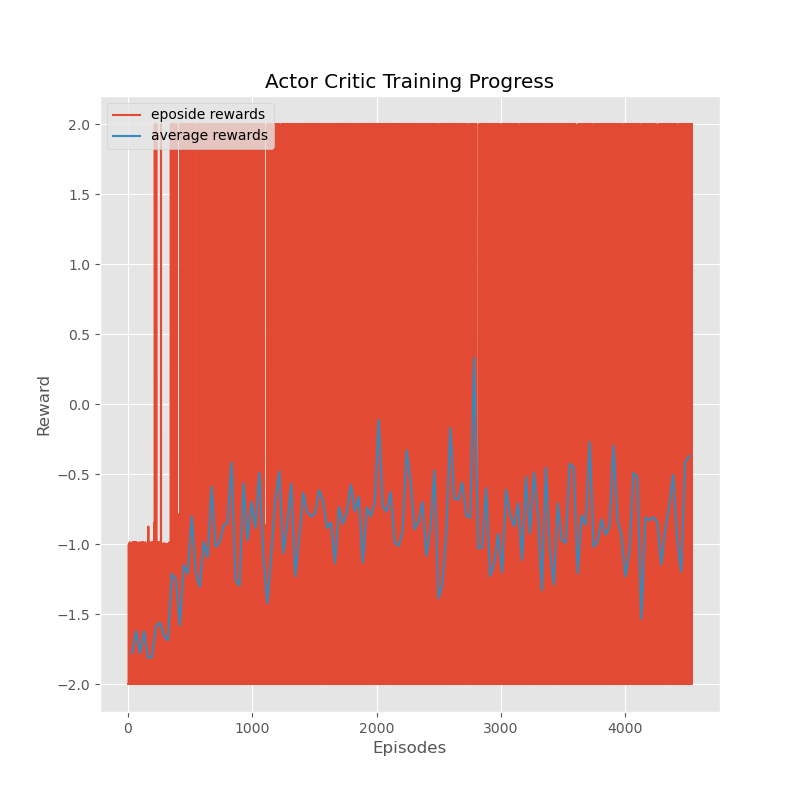 Actor Critic Training Progress
eposide rewards
average rewards
2.0
1.5
1.0
0.5
0.0
−0.5
−1.0
−1.5
−2.0
Reward
0 1000 2000 3000 4000
Episodes